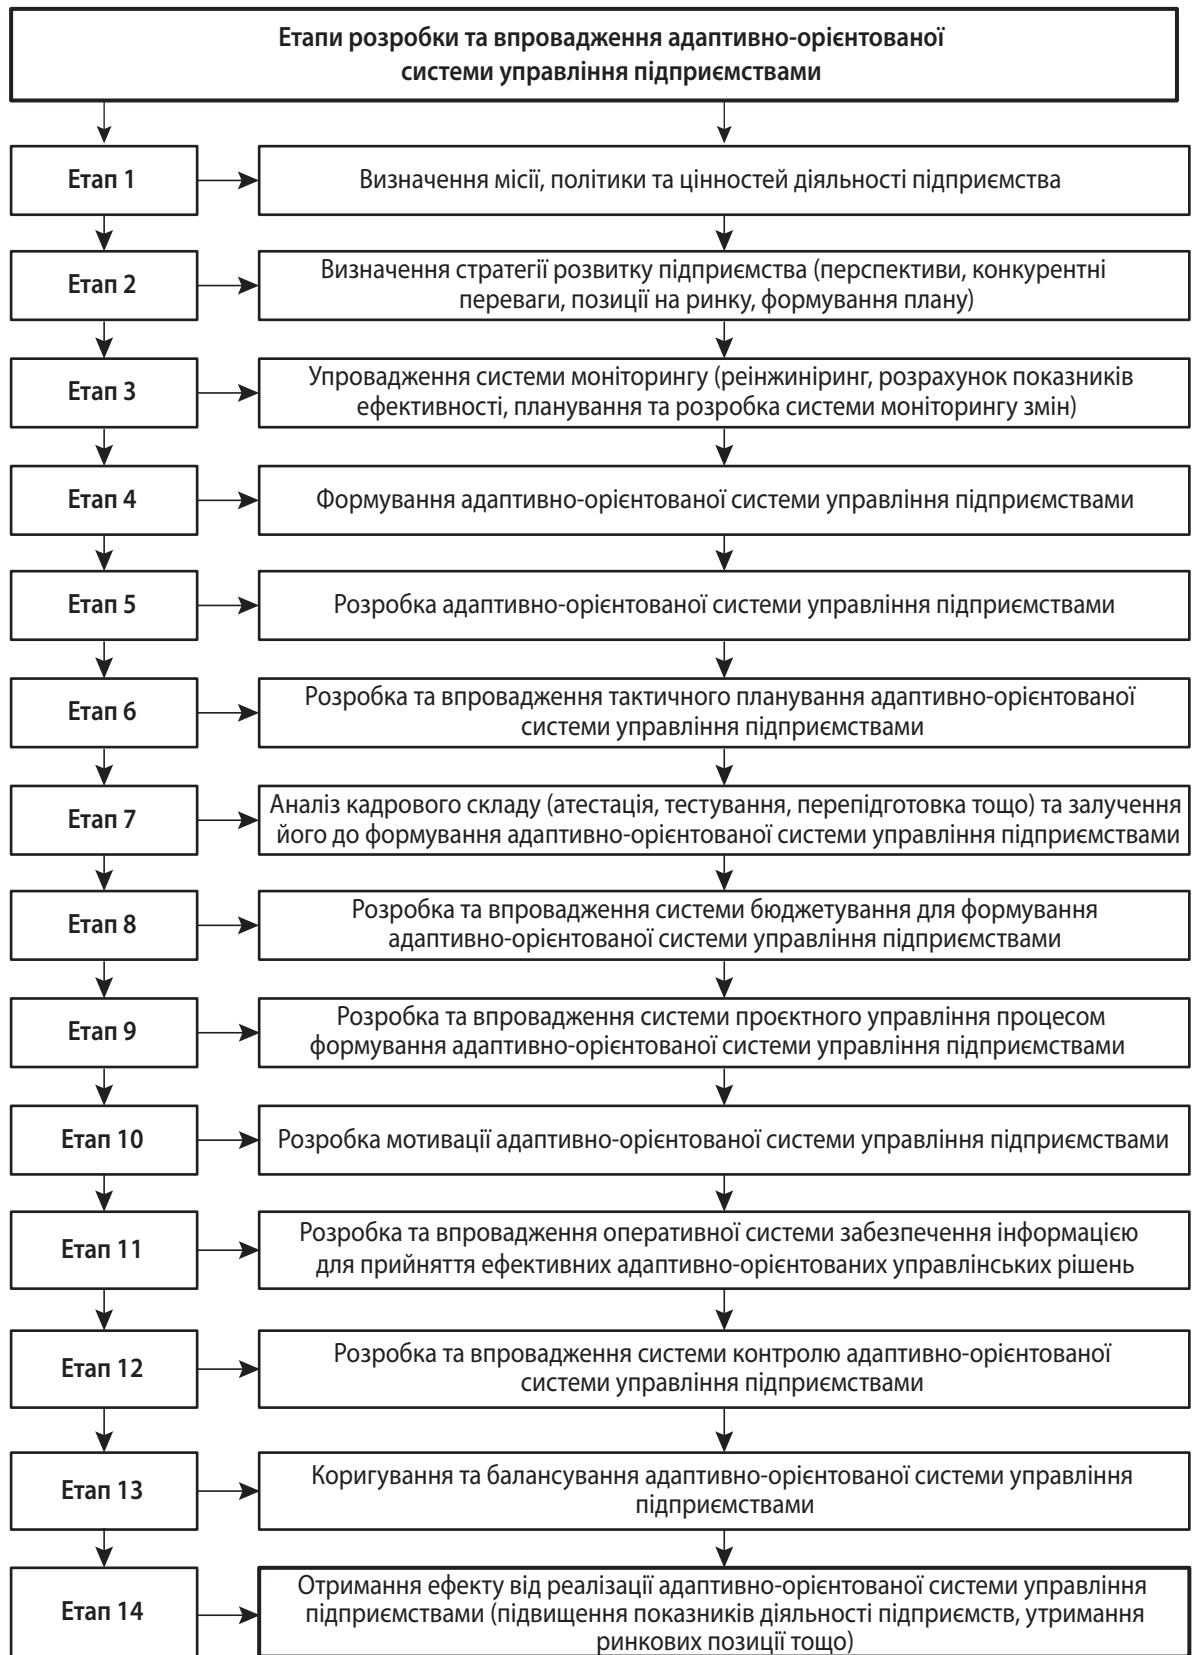 Етапи розробки та впровадження адаптивно-орієнтованої
системи управління підприємствами
Етап 1
Визначення місії, політики та цінностей діяльності підприємства
Етап 2
Визначення стратегії розвитку підприємства (перспективи, конкурентні
переваги, позиції на ринку, формування плану)
Етап 3
Упровадження системи моніторингу (реінжиніринг, розрахунок показників
ефективності, планування та розробка системи моніторингу змін)
Етап 4
Формування адаптивно-орієнтованої системи управління підприємствами
Етап 5
Розробка адаптивно-орієнтованої системи управління підприємствами
Етап 6
Розробка та впровадження тактичного планування адаптивно-орієнтованої
системи управління підприємствами
Етап 7
Аналіз кадрового складу (атестація, тестування, перепідготовка тощо) та залучення
його до формування адаптивно-орієнтованої системи управління підприємствами
Етап 8
Розробка та впровадження системи бюджетування для формування
адаптивно-орієнтованої системи управління підприємствами
Етап 9
Розробка та впровадження системи проєктного управління процесом
формування адаптивно-орієнтованої системи управління підприємствами
Етап 10
Розробка мотивації адаптивно-орієнтованої системи управління підприємствами
Етап 11
Розробка та впровадження оперативної системи забезпечення інформацією
для прийняття ефективних адаптивно-орієнтованих управлінських рішень
Етап 12
Розробка та впровадження системи контролю адаптивно-орієнтованої
системи управління підприємствами
Етап 13
Коригування та балансування адаптивно-орієнтованої системи управління
підприємствами
Етап 14
Отримання ефекту від реалізації адаптивно-орієнтованої системи управління
підприємствами (підвищення показників діяльності підприємств, утримання
ринкових позиції тощо)